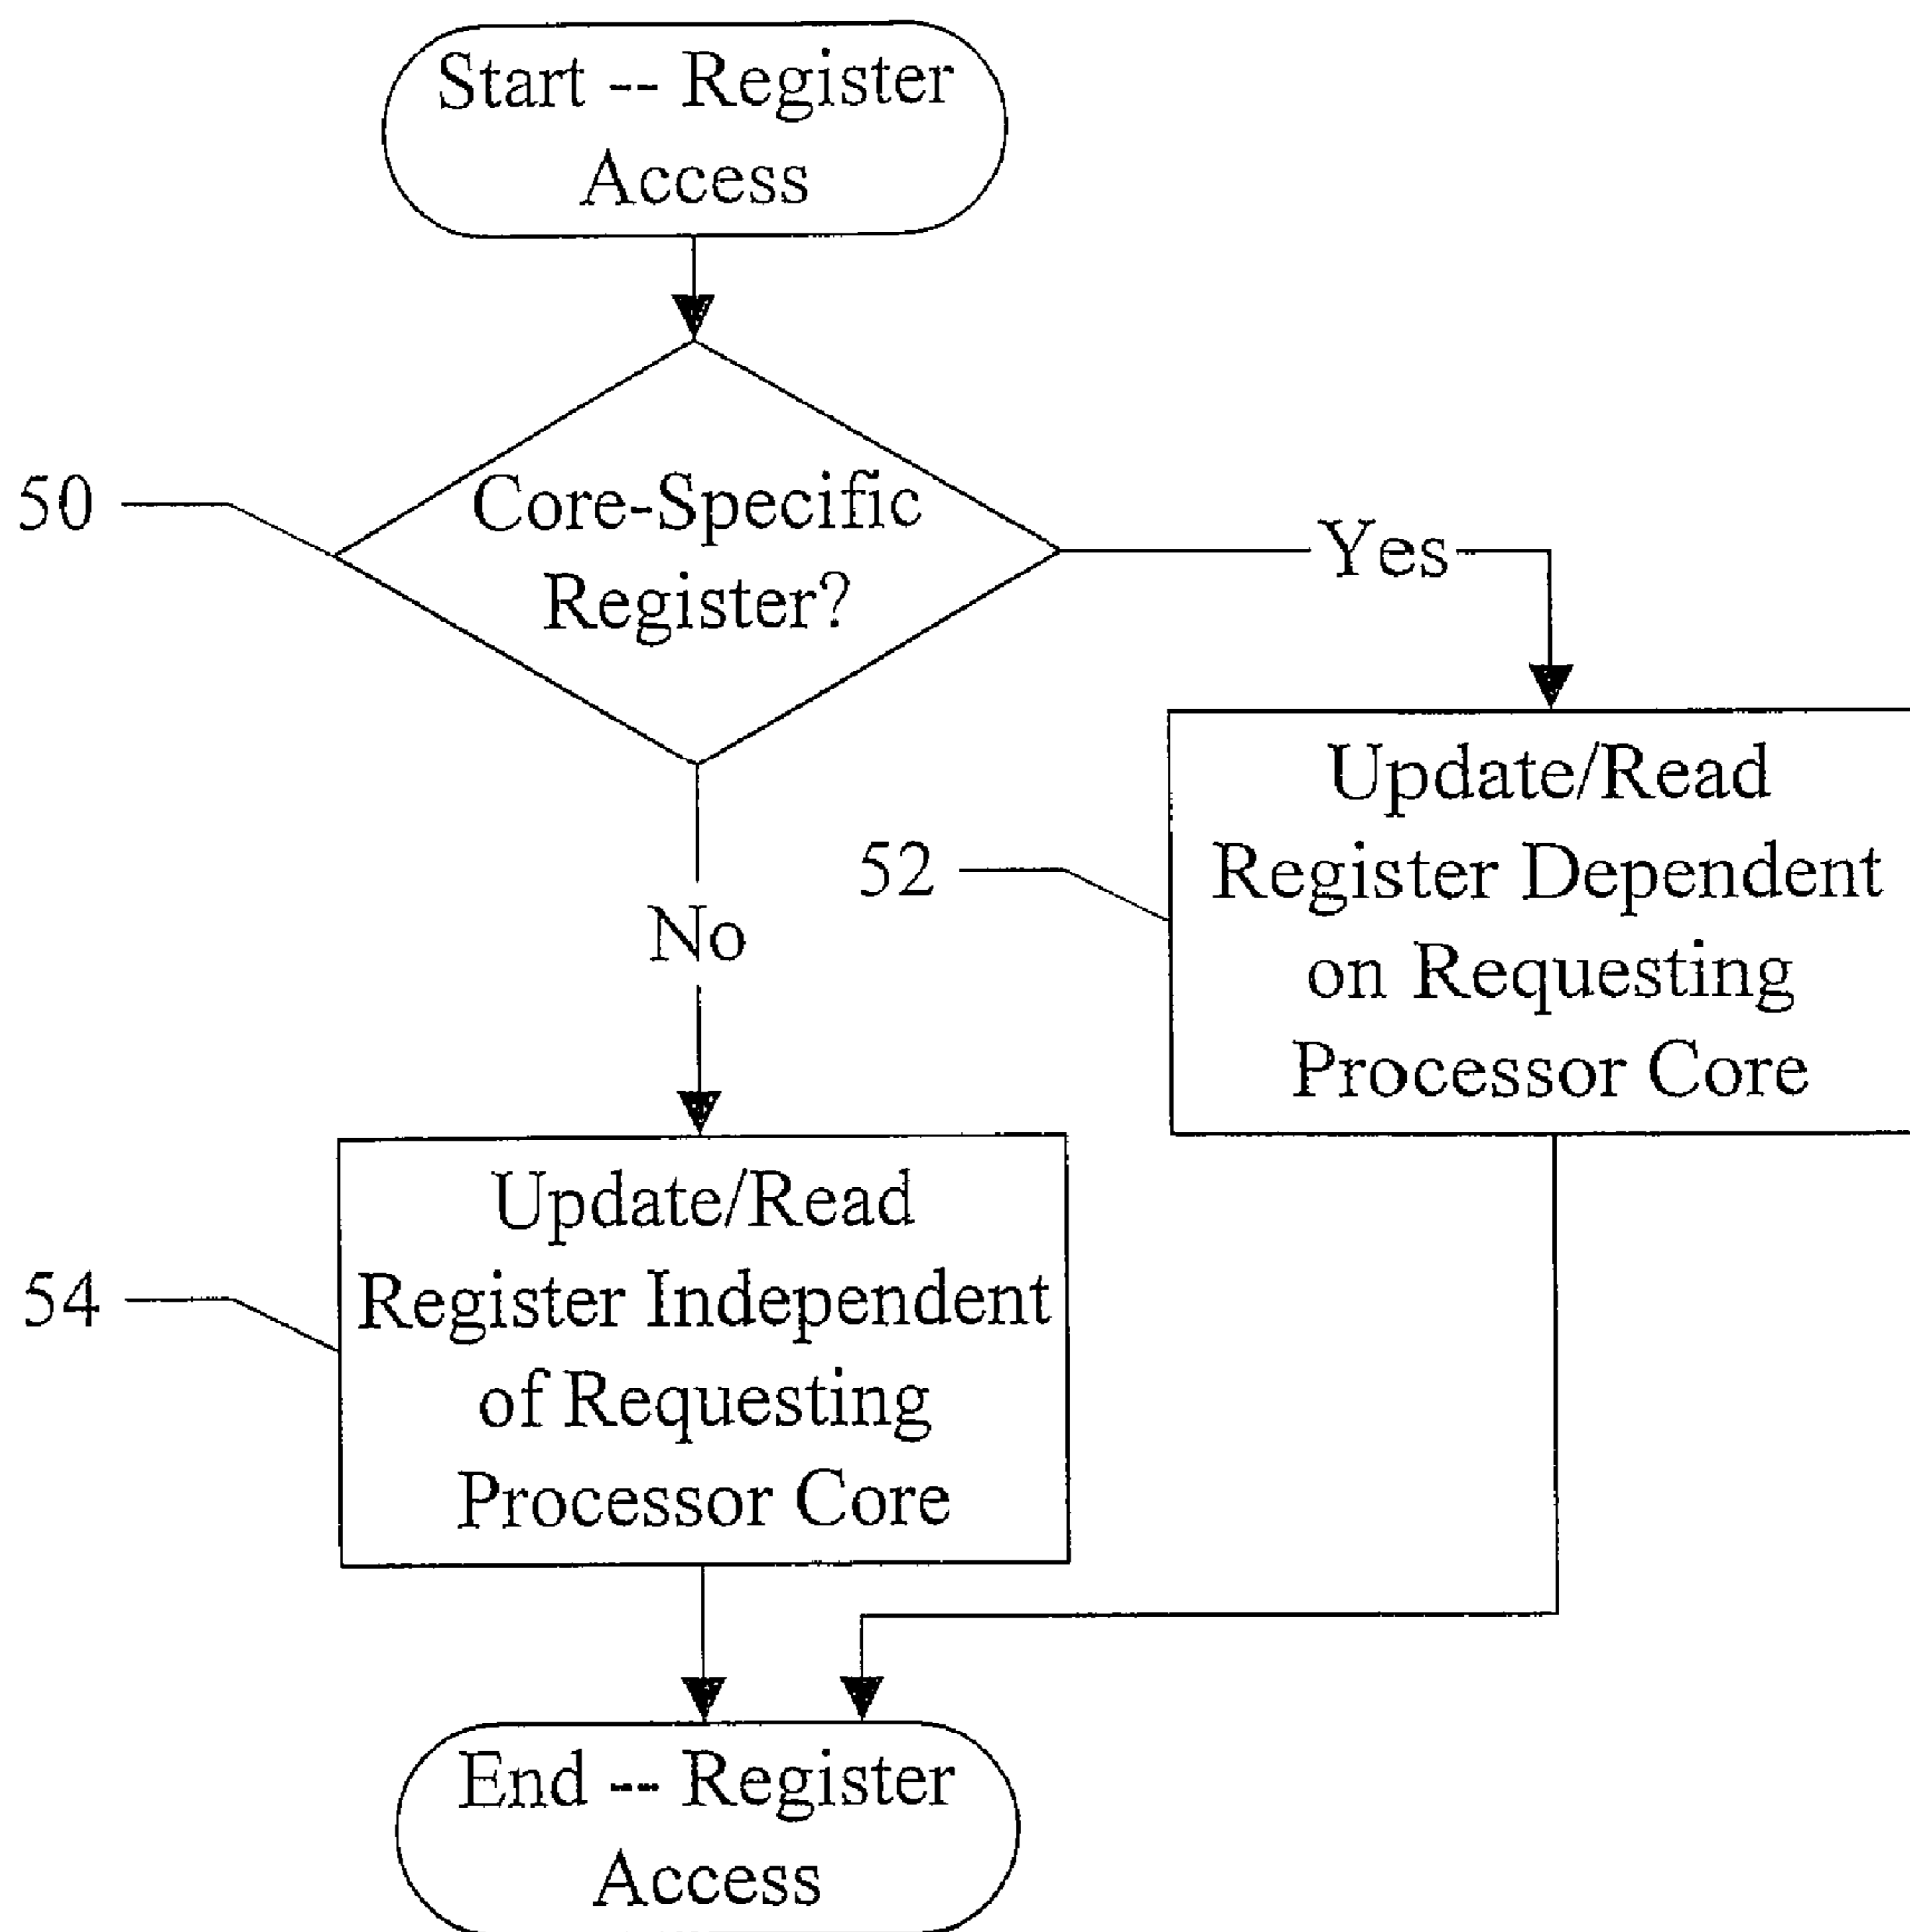 Start -- Register
Access
50
Core-Specific
Register?
Yes
No
52
Update/Read
Register Dependent
on Requesting
Processor Core
54
Update/Read
Register Independent
of Requesting
Processor Core
End -- Register
Access